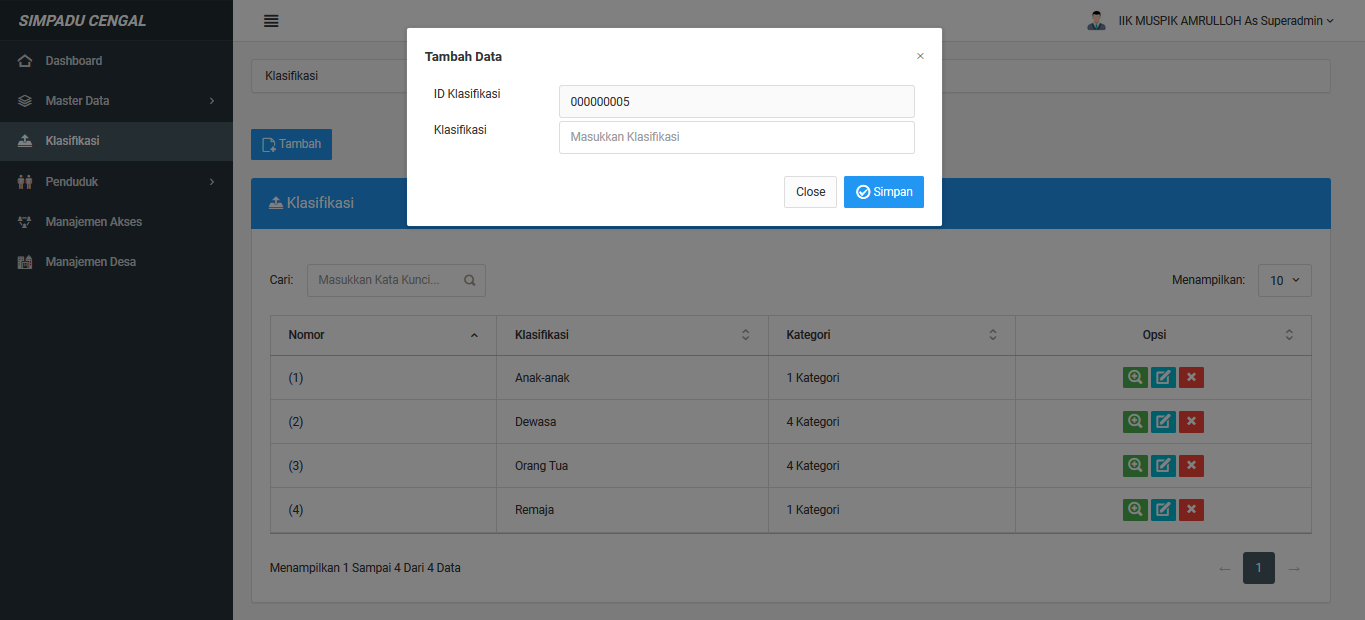 SIMPADU CENGAL
IIK MUSPIK AMRULLOH As Superadmin
Dashboard
Master Data
Klasifikasi
Penduduk
Manajemen Akses
Manajemen Desa
Klasifikasi
Tambah
Tambah Data
×
ID Klasifikasi
000000005
Klasifikasi
Masukkan Klasifikasi
Close
Simpan
Klasifikasi
Cari:
Masukkan Kata Kunci...
Menampilkan:
10
Nomor Klasifikasi Kategori Opsi
(1) Anak-anak 1 Kategori
(2) Dewasa 4 Kategori
(3) Orang Tua 4 Kategori
(4) Remaja 1 Kategori
Menampilkan 1 Sampai 4 Dari 4 Data
← 1 →